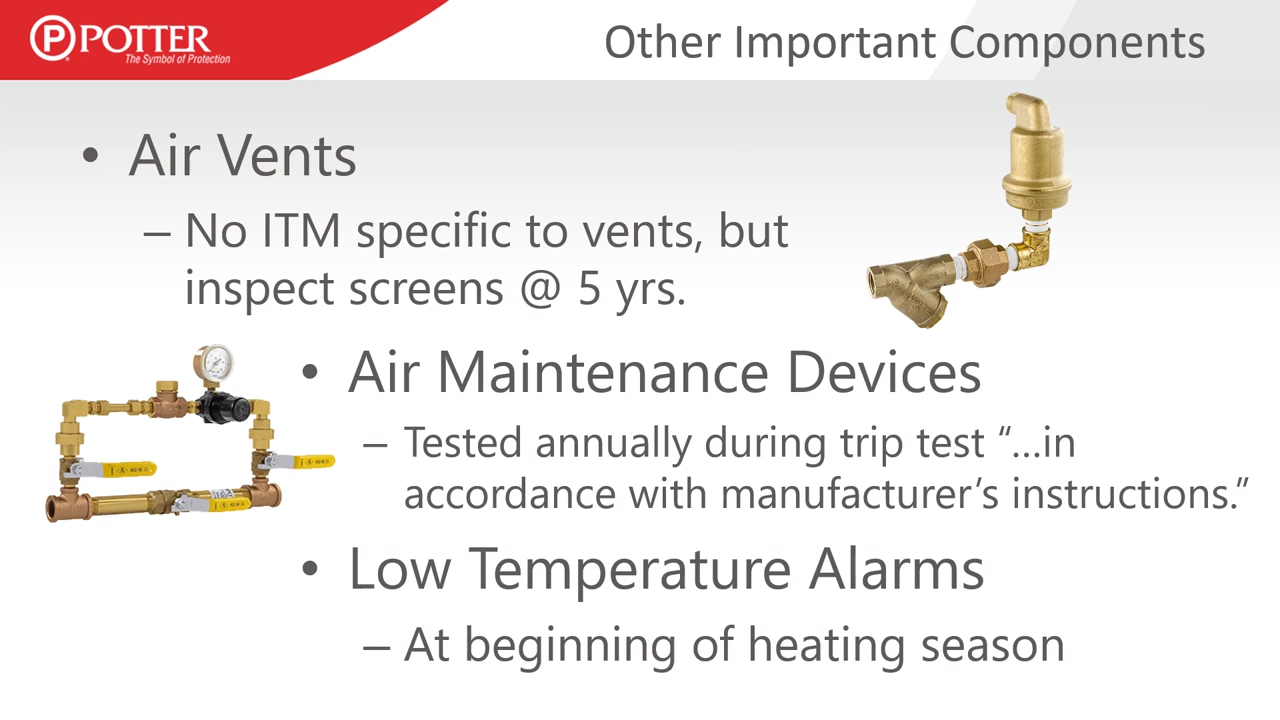 POTTER
The Symbol of Protection
Other Important Components
• Air Vents
– No ITM specific to vents, but
inspect screens @ 5 yrs.
• Air Maintenance Devices
– Tested annually during trip test “…in
accordance with manufacturer’s instructions.”
• Low Temperature Alarms
– At beginning of heating season